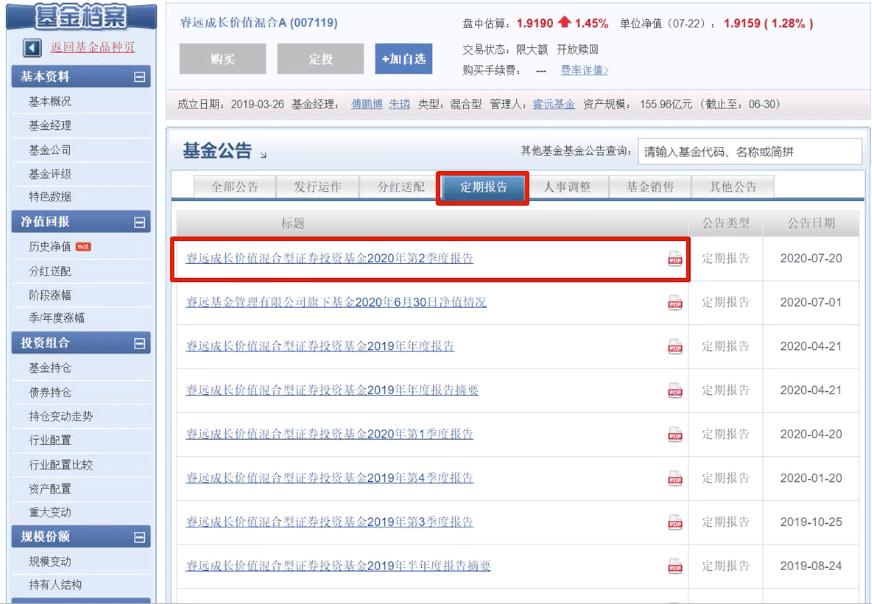 基金档案
返回基金品种页
基本资料
基本概况
基金经理
基金公司
基金评级
特色数据
净值回报
历史净值 Hot
分红送配
阶段涨幅
季/年度涨幅
投资组合
基金持仓
债券持仓
持仓变动走势
行业配置
行业配置比较
资产配置
重大变动
规模份额
规模变动
持有人结构
睿远成长价值混合A (007119)
购买 定投 +加自选
盘中估算：1.9190 1.45% 单位净值（07-22）：1.9159 ( 1.28% )
交易状态：限大额 开放赎回
购买手续费： --- 费率详情>
成立日期：2019-03-26 基金经理： 傅鹏博 朱璘 类型：混合型 管理人：睿远基金 资产规模： 155.96亿元 （截止至：06-30）
基金公告
其他基金基金公告查询： 请输入基金代码、名称或简拼
全部公告 发行运作 分红送配 定期报告 人事调整 基金销售 其他公告
标题 公告类型 公告日期
睿远成长价值混合型证券投资基金2020年第2季度报告 PDF 定期报告 2020-07-20
睿远基金管理有限公司旗下基金2020年6月30日净值情况 PDF 定期报告 2020-07-01
睿远成长价值混合型证券投资基金2019年年度报告 PDF 定期报告 2020-04-21
睿远成长价值混合型证券投资基金2019年年度报告摘要 PDF 定期报告 2020-04-21
睿远成长价值混合型证券投资基金2020年第1季度报告 PDF 定期报告 2020-04-20
睿远成长价值混合型证券投资基金2019年第4季度报告 PDF 定期报告 2020-01-20
睿远成长价值混合型证券投资基金2019年第3季度报告 PDF 定期报告 2019-10-25
睿远成长价值混合型证券投资基金2019年半年度报告摘要 PDF 定期报告 2019-08-24